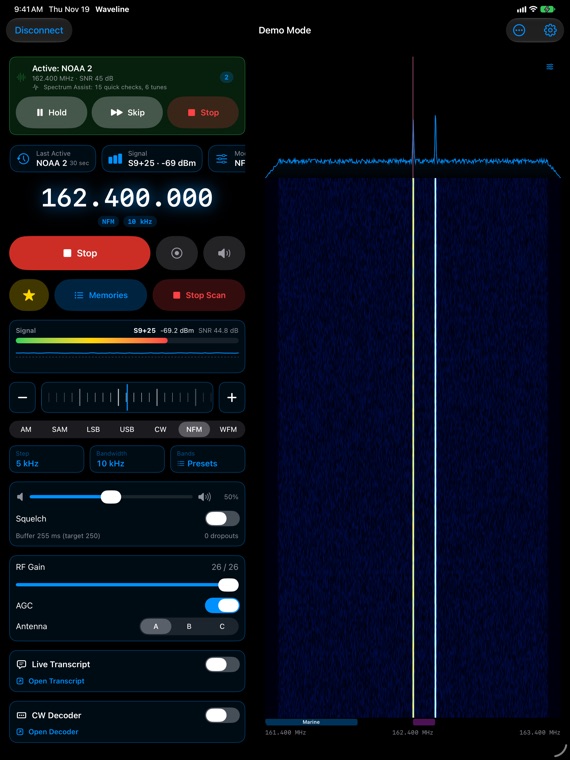 9:41 AM Thu Nov 19 Waveline
Disconnect
Demo Mode
Active: NOAA 2
162.400 MHz · SNR 45 dB
Spectrum Assist: 15 quick checks, 6 tunes
2
Hold
Skip
Stop
Last Active
NOAA 2 30 sec
Signal
S9+25 · -69 dBm
Mo
NF
162.400.000
NFM
10 kHz
Stop
Memories
Stop Scan
Signal
S9+25 -69.2 dBm SNR 44.8 dB
AM
SAM
LSB
USB
CW
NFM
WFM
Step
5 kHz
Bandwidth
10 kHz
Bands
Presets
50%
Squelch
Buffer 255 ms (target 250)
0 dropouts
RF Gain
26 / 26
AGC
Antenna
A
B
C
Live Transcript
Open Transcript
CW Decoder
Open Decoder
Marine
161.400 MHz
162.400 MHz
163.400 MHz